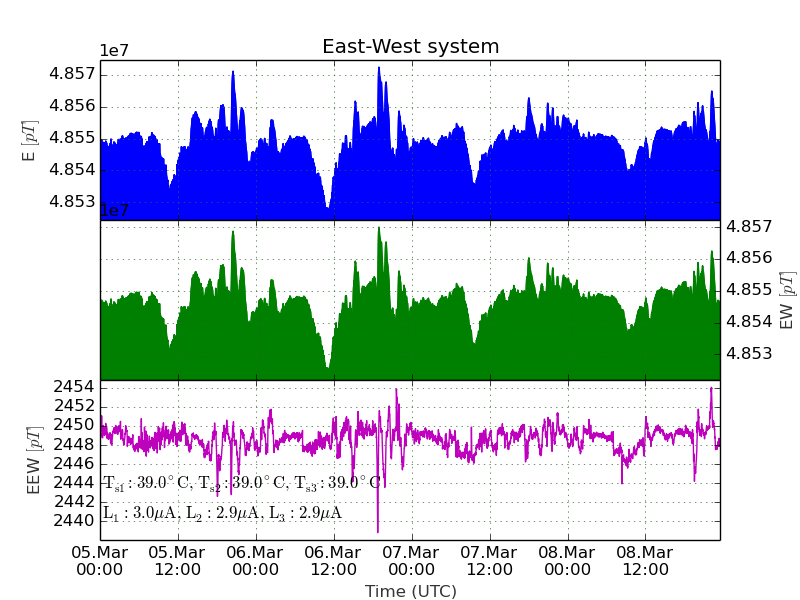 East-West system
1e7
4.857
4.856
4.855
4.854
4.853
E [pT]
1e7
4.857
4.856
4.855
4.854
4.853
EW [pT]
2454
2452
2450
2448
2446
2444
2442
2440
EEW [pT]
T_s1 : 39.0°C, T_s2 : 39.0°C, T_s3 : 39.0°C
L_1 : 3.0μA, L_2 : 2.9μA, L_3 : 2.9μA
05.Mar 05.Mar 06.Mar 06.Mar 07.Mar 07.Mar 08.Mar 08.Mar
00:00 12:00 00:00 12:00 00:00 12:00 00:00 12:00
Time (UTC)